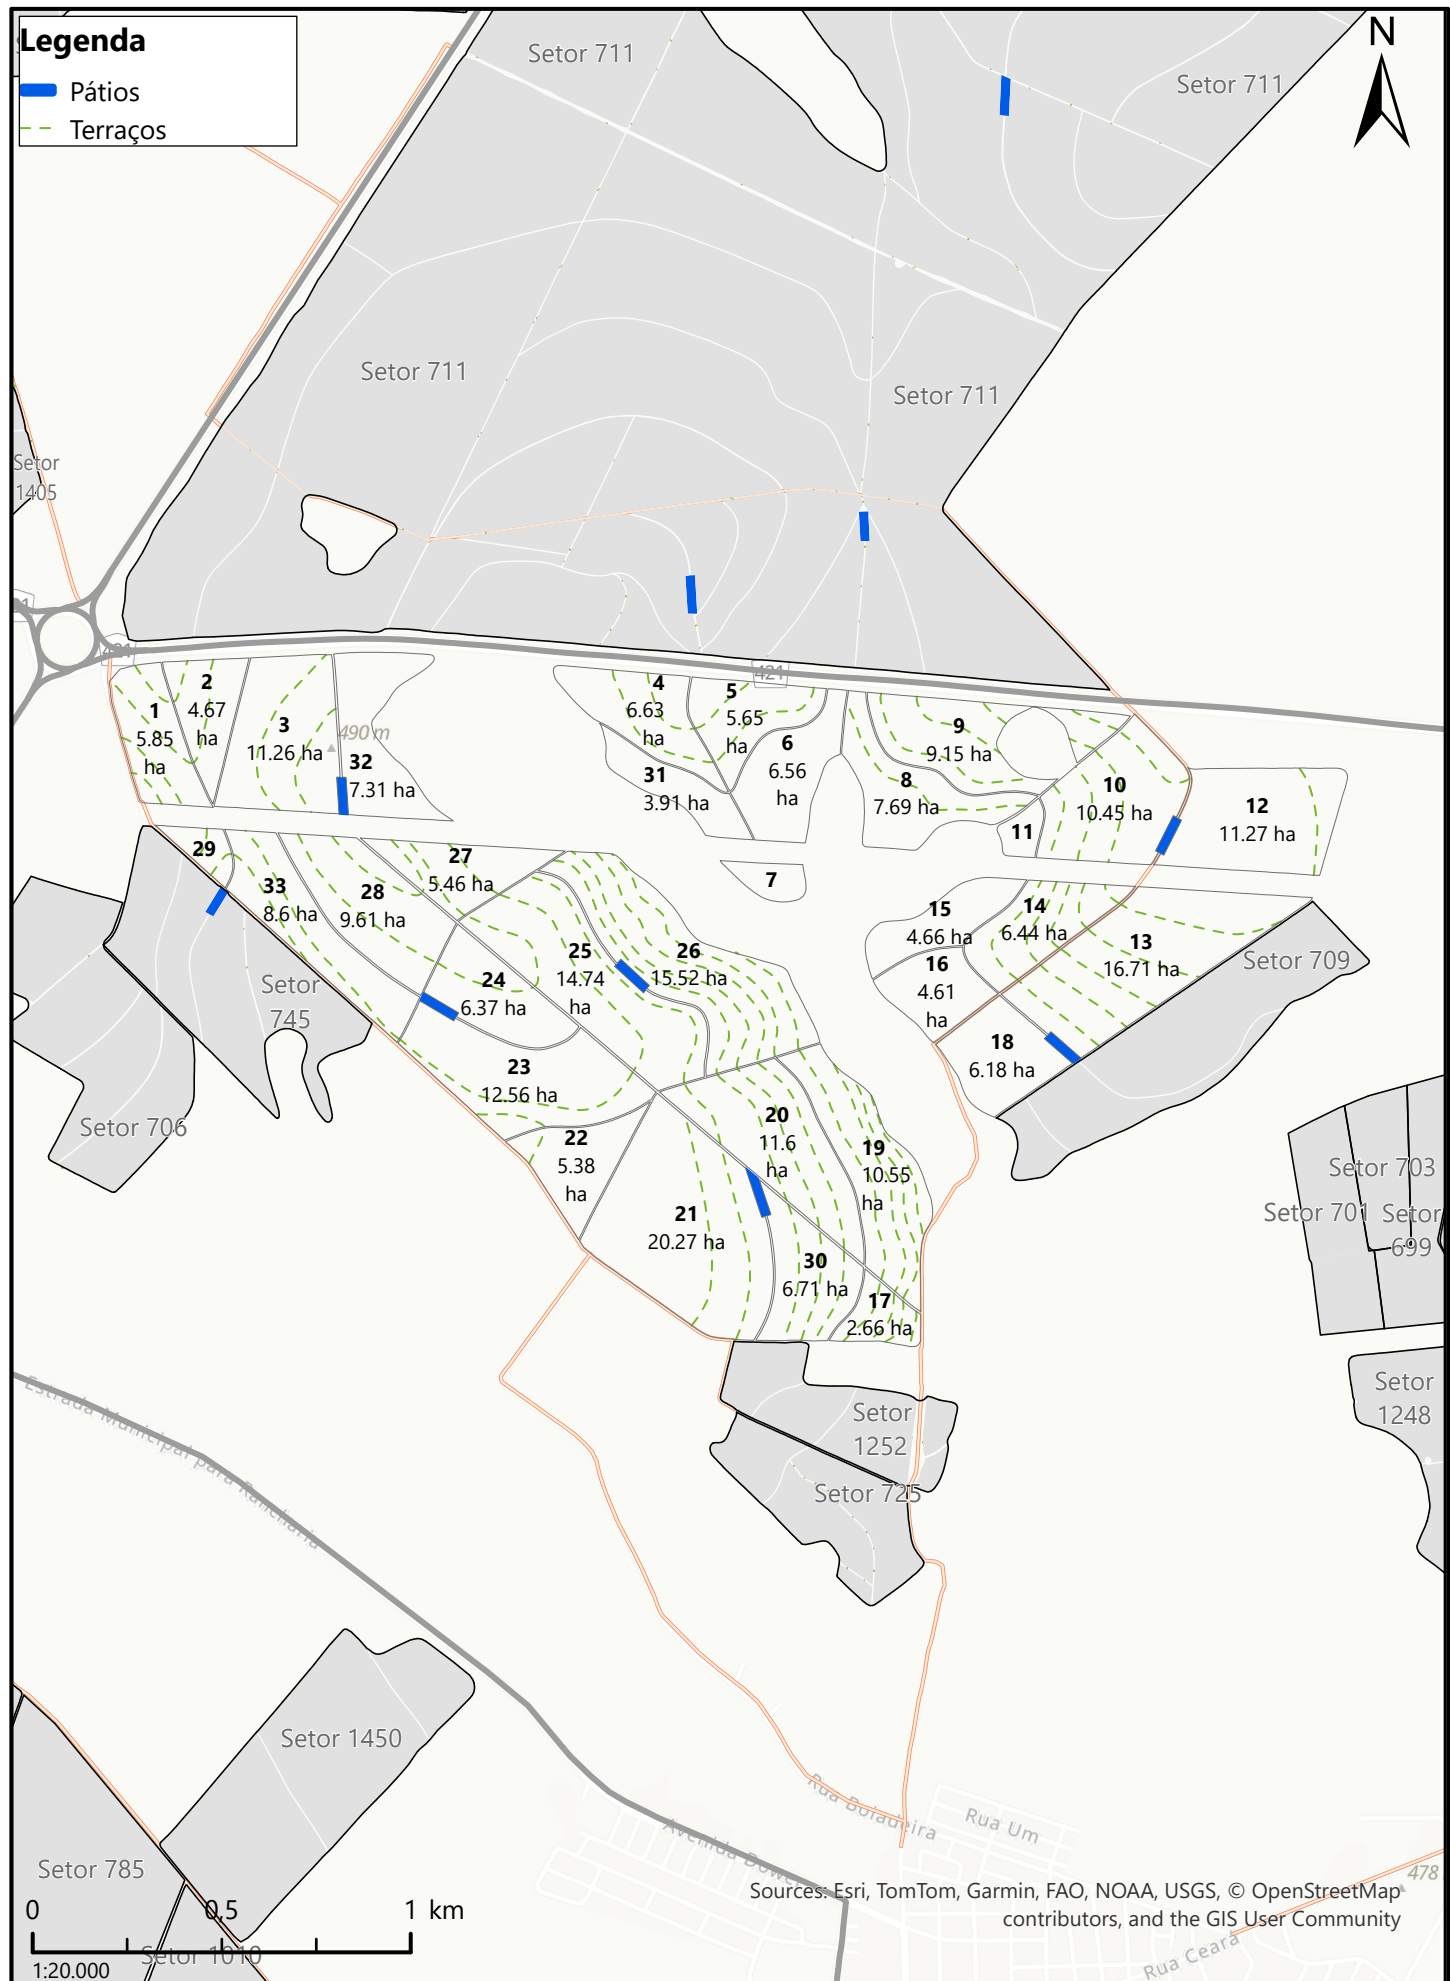 Legenda
Pátios
Terraços
N
Setor 711
Setor 711
Setor 711
Setor 711
Setor
1405
421
421
1
5.85
ha
2
4.67
ha
3
11.26 ha
490 m
32
7.31 ha
4
6.63
ha
5
5.65
ha
6
6.56
ha
31
3.91 ha
7
8
7.69 ha
9
9.15 ha
10
10.45 ha
11
12
11.27 ha
29
33
8.6 ha
28
9.61 ha
27
5.46 ha
24
6.37 ha
25
14.74
ha
26
15.52 ha
23
12.56 ha
22
5.38
ha
21
20.27 ha
20
11.6
ha
19
10.55
ha
30
6.71 ha
17
2.66 ha
15
4.66 ha
14
6.44 ha
13
16.71 ha
16
4.61
ha
18
6.18 ha
Setor 709
Setor
745
Setor 706
Setor 703
Setor 701
Setor
699
Setor
1248
Setor
1252
Setor 725
Estrada Municipal para Rancharia
Setor 1450
Setor 785
Setor 1010
Rua Boiadeira
Rua Um
Avenida
Rua Ceará
478
Sources: Esri, TomTom, Garmin, FAO, NOAA, USGS, © OpenStreetMap
contributors, and the GIS User Community
0 0,5 1 km
1:20.000